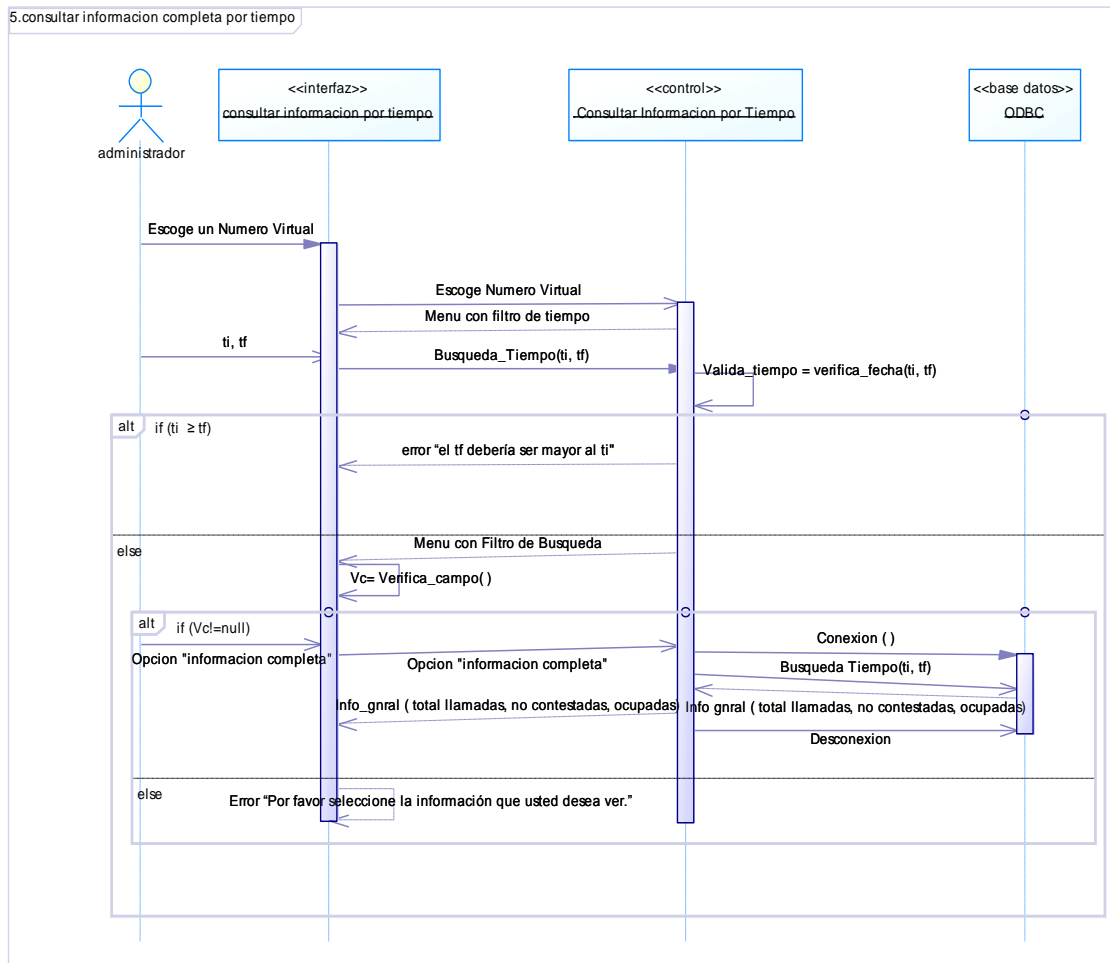 5.consultar informacion completa por tiempo
administrador
<<interfaz>>
consultar informacion por tiempo
<<control>>
Consultar Informacion por Tiempo
<<base datos>>
ODBC
Escoge un Numero Virtual
Escoge Numero Virtual
Menu con filtro de tiempo
ti, tf
Busqueda_Tiempo(ti, tf)
Valida_tiempo = verifica_fecha(ti, tf)
alt
if (ti ≥ tf)
error “el tf debería ser mayor al ti"
else
Menu con Filtro de Busqueda
Vc= Verifica_campo( )
alt
if (Vc!=null)
Opcion "informacion completa"
Opcion "informacion completa"
Conexion ( )
Busqueda Tiempo(ti, tf)
Info_gnral ( total llamadas, no contestadas, ocupadas)
Info gnral ( total llamadas, no contestadas, ocupadas)
Desconexion
else
Error “Por favor seleccione la información que usted desea ver.”